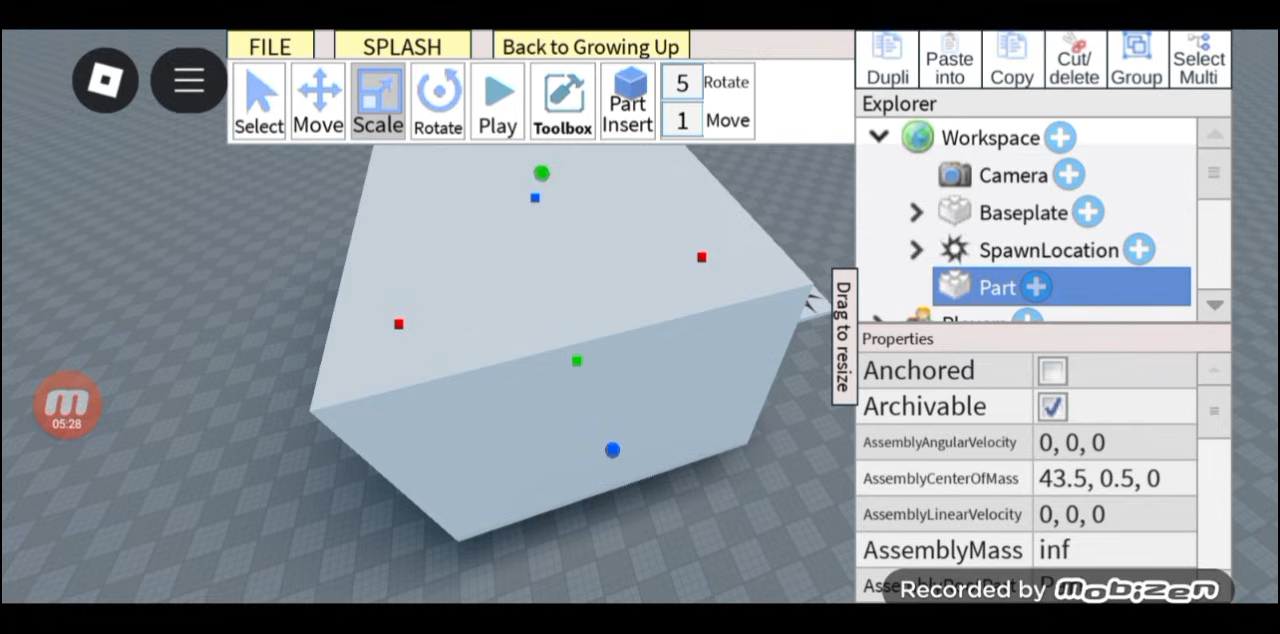 FILE
SPLASH
Back to Growing Up
Select
Move
Scale
Rotate
Play
Toolbox
Part
Insert
5 Rotate
1 Move
Dupli
Paste
into
Copy
Cut/
delete
Group
Select
Multi
Explorer
Workspace
Camera
Baseplate
SpawnLocation
Part
Drag to resize
Properties
Anchored
Archivable
AssemblyAngularVelocity 0, 0, 0
AssemblyCenterOfMass 43.5, 0.5, 0
AssemblyLinearVelocity 0, 0, 0
AssemblyMass inf
05:28
Recorded by Mobizen